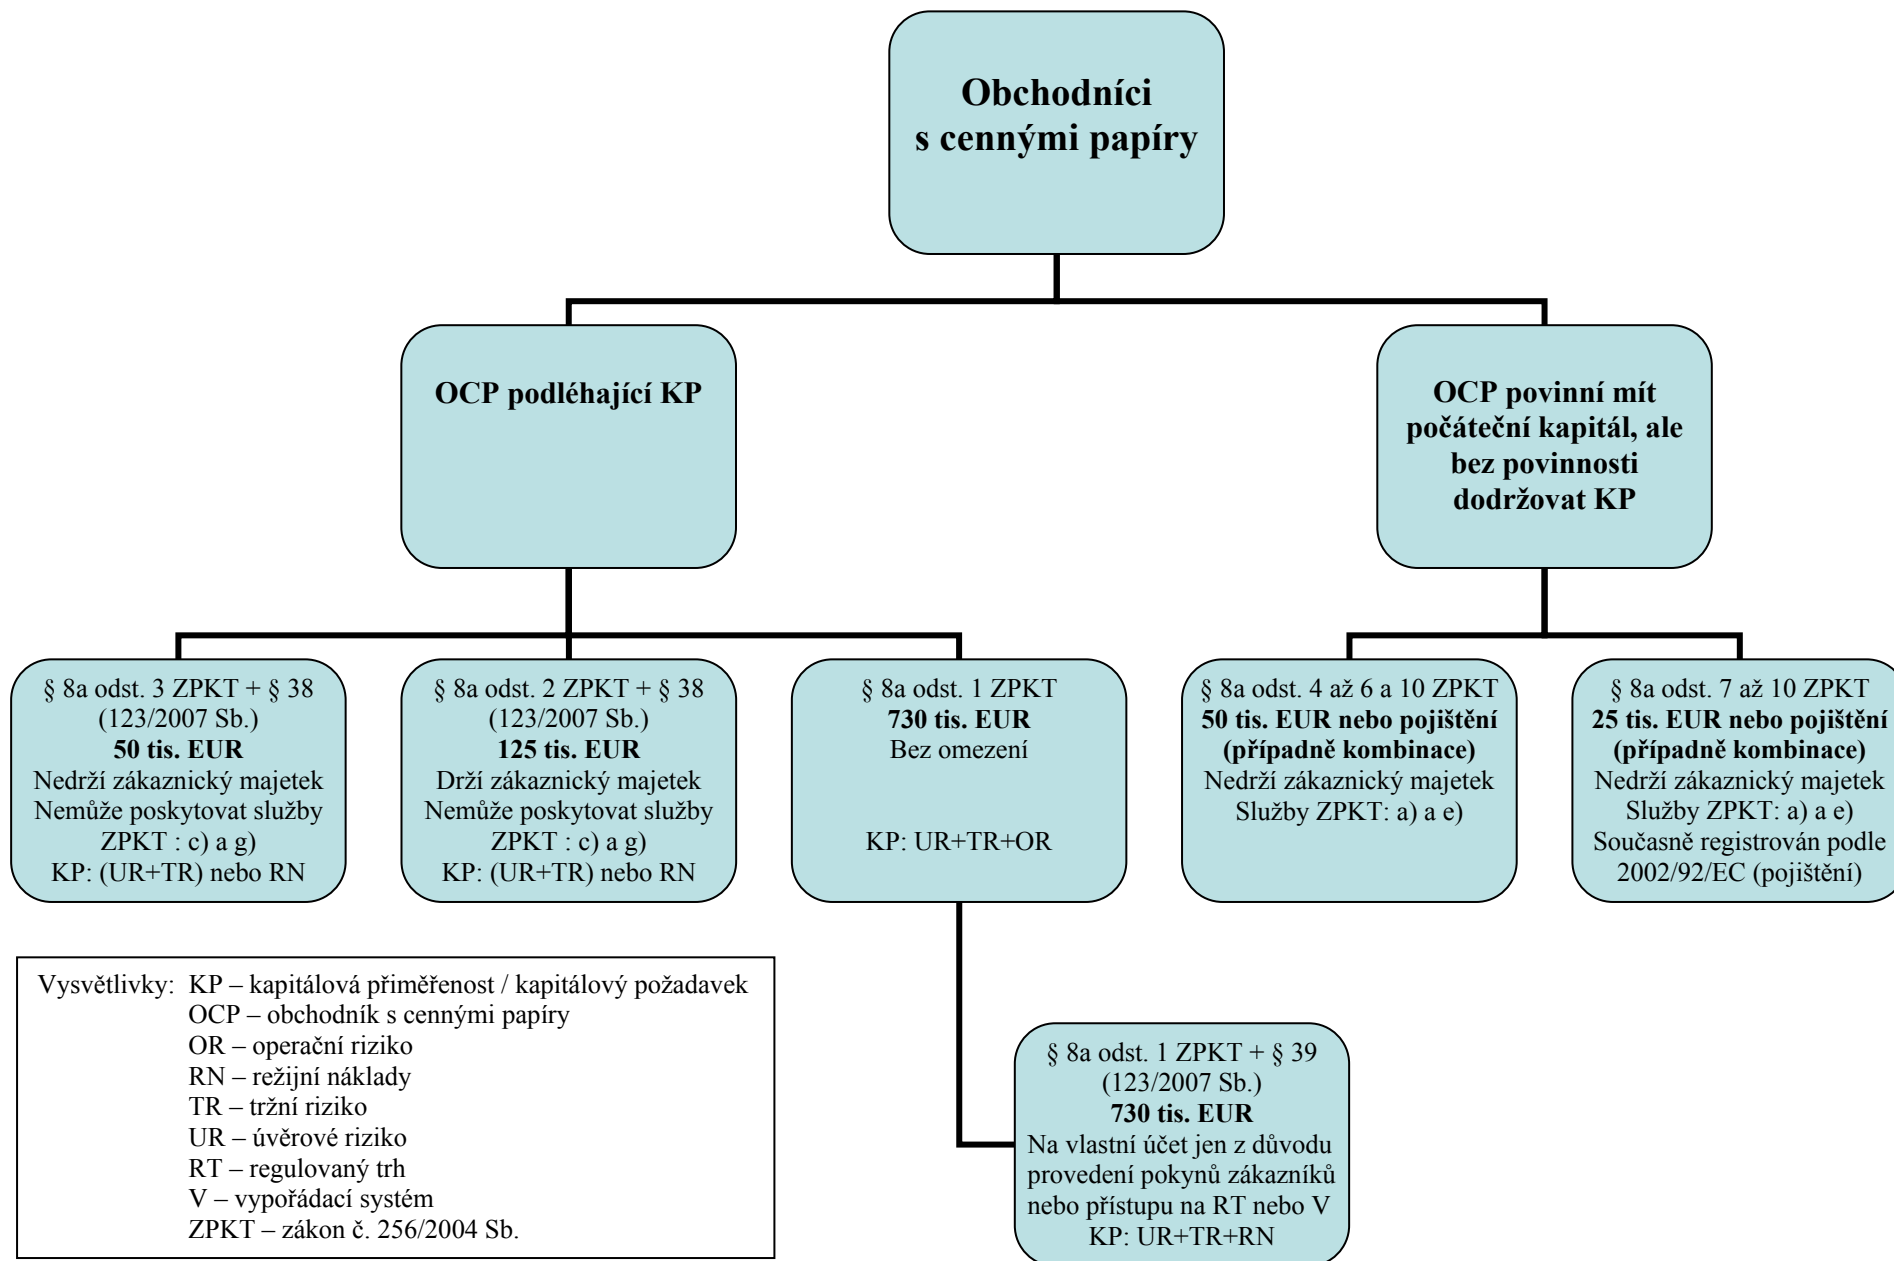 Obchodníci
s cennými papíry
OCP podléhající KP
OCP povinní mít
počáteční kapitál, ale
bez povinnosti
dodržovat KP
§ 8a odst. 3 ZPKT + § 38
(123/2007 Sb.)
50 tis. EUR
Nedrží zákaznický majetek
Nemůže poskytovat služby
ZPKT : c) a g)
KP: (UR+TR) nebo RN
§ 8a odst. 2 ZPKT + § 38
(123/2007 Sb.)
125 tis. EUR
Drží zákaznický majetek
Nemůže poskytovat služby
ZPKT : c) a g)
KP: (UR+TR) nebo RN
§ 8a odst. 1 ZPKT
730 tis. EUR
Bez omezení
KP: UR+TR+OR
§ 8a odst. 4 až 6 a 10 ZPKT
50 tis. EUR nebo pojištění
(případně kombinace)
Nedrží zákaznický majetek
Služby ZPKT: a) a e)
§ 8a odst. 7 až 10 ZPKT
25 tis. EUR nebo pojištění
(případně kombinace)
Nedrží zákaznický majetek
Služby ZPKT: a) a e)
Současně registrován podle
2002/92/EC (pojištění)
§ 8a odst. 1 ZPKT + § 39
(123/2007 Sb.)
730 tis. EUR
Na vlastní účet jen z důvodu
provedení pokynů zákazníků
nebo přístupu na RT nebo V
KP: UR+TR+RN
Vysvětlivky: KP – kapitálová přiměřenost / kapitálový požadavek
OCP – obchodník s cennými papíry
OR – operační riziko
RN – režijní náklady
TR – tržní riziko
UR – úvěrové riziko
RT – regulovaný trh
V – vypořádací systém
ZPKT – zákon č. 256/2004 Sb.